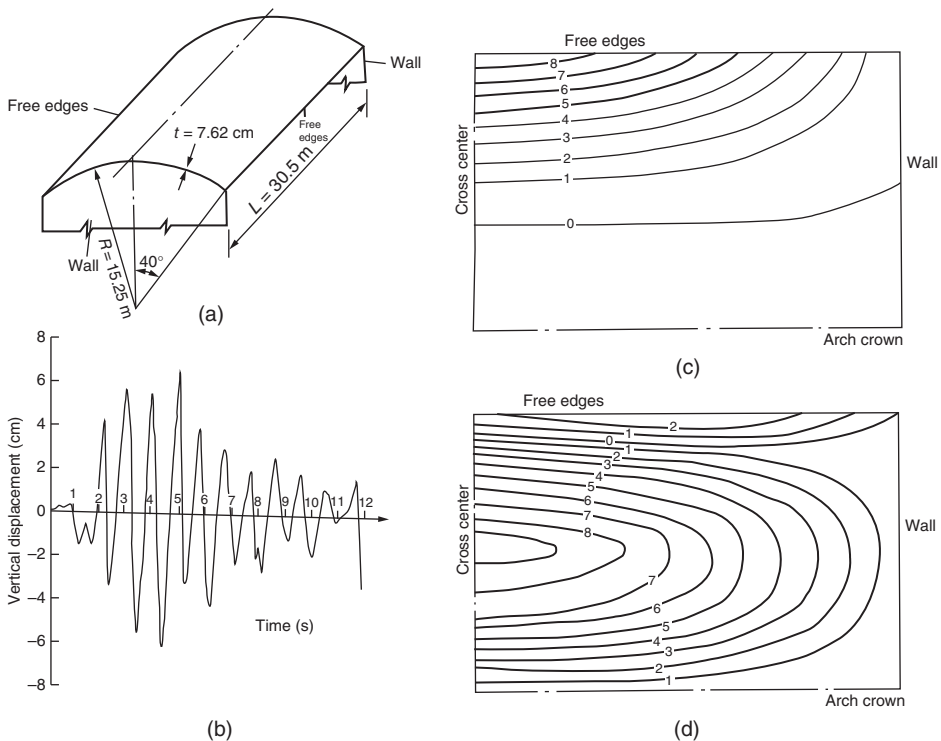 (a)
Free edges
t = 7.62 cm
Free
edges
Wall
L = 30.5 m
Wall
R = 15.25 m
40°
(b)
Vertical displacement (cm)
8
6
4
2
0
–2
–4
–6
–8
1 2 3 4 5 6 7 8 9 10 11 12
Time (s)
(c)
Free edges
Cross center
Wall
Arch crown
8
7
6
5
4
3
2
1
0
(d)
Free edges
Cross center
Wall
Arch crown
2
1
0
1
2
3
4
5
6
7
8
7
6
5
4
3
2
1